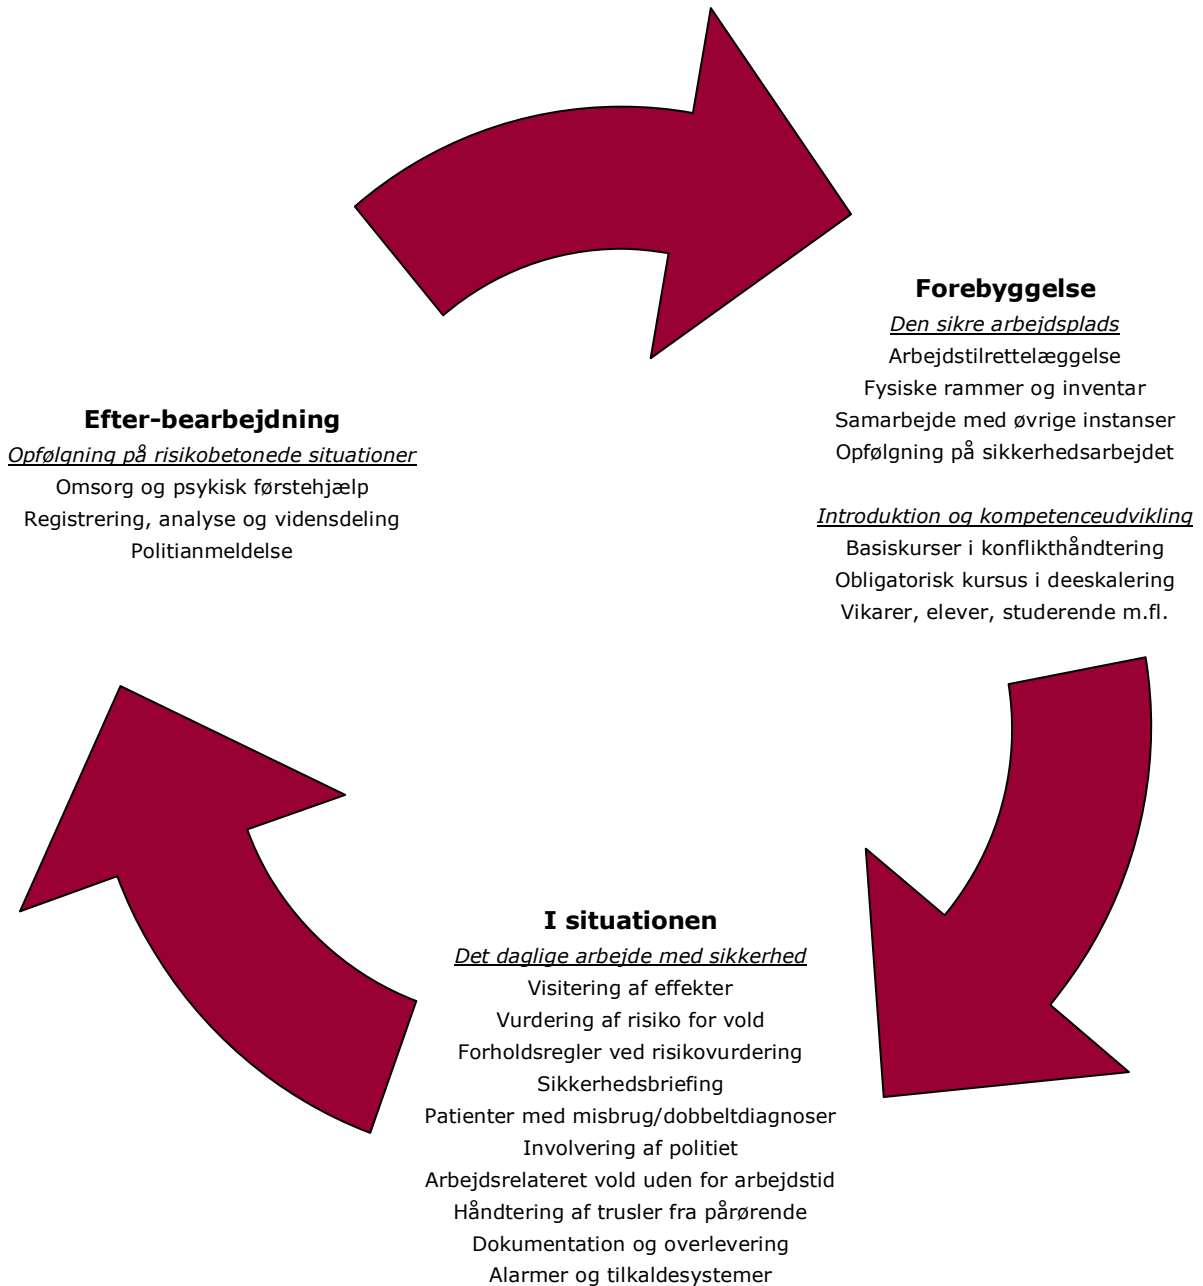 Forebyggelse
Den sikre arbejdsplads
Arbejdstilrettelæggelse
Fysiske rammer og inventar
Samarbejde med øvrige instanser
Opfølgning på sikkerhedsarbejdet
Introduktion og kompetenceudvikling
Basiskurser i konflikthåndtering
Obligatorisk kursus i deeskalering
Vikarer, elever, studerende m.fl.
I situationen
Det daglige arbejde med sikkerhed
Visitering af effekter
Vurdering af risiko for vold
Forholdsregler ved risikovurdering
Sikkerhedsbriefing
Patienter med misbrug/dobbeltdiagnoser
Involvering af politiet
Arbejdsrelateret vold uden for arbejdstid
Håndtering af trusler fra pårørende
Dokumentation og overlevering
Alarmer og tilkaldesystemer
Efter-bearbejdning
Opfølgning på risikobetonede situationer
Omsorg og psykisk førstehjælp
Registrering, analyse og vidensdeling
Politianmeldelse